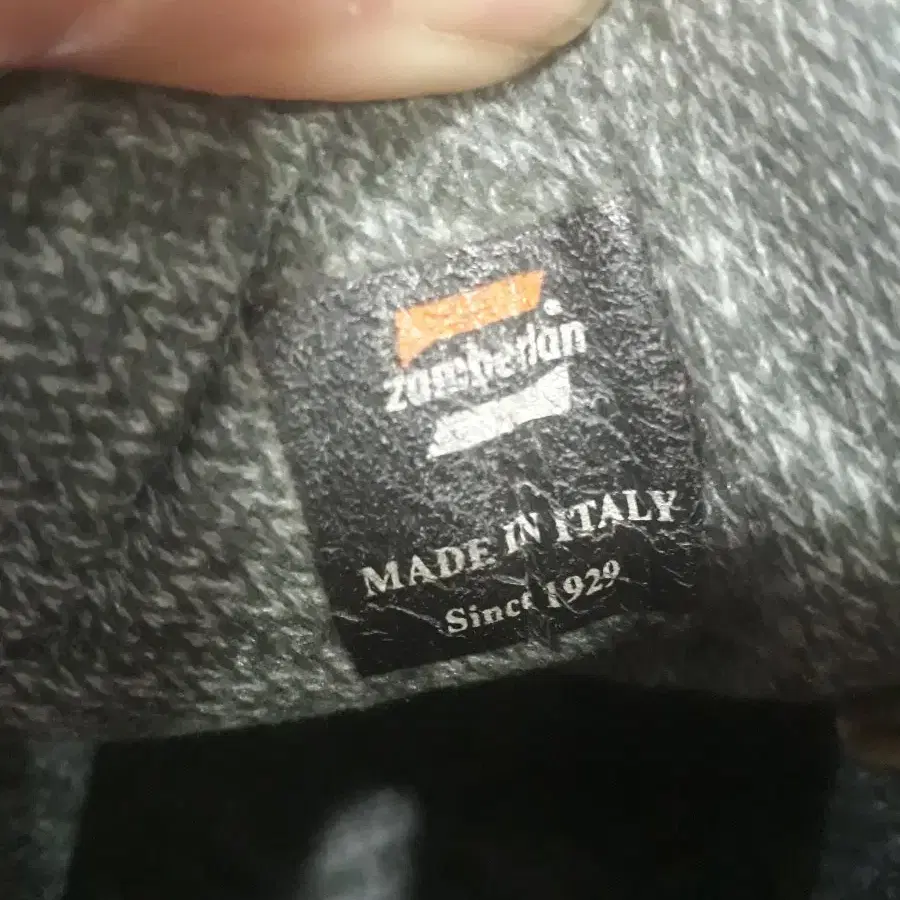 zamberlan®
MADE IN ITALY
Since 1929